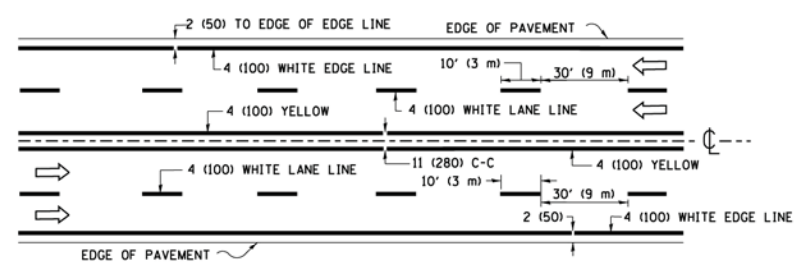 2 (50) TO EDGE OF EDGE LINE
EDGE OF PAVEMENT
4 (100) WHITE EDGE LINE
10' (3 m)
30' (9 m)
4 (100) YELLOW
4 (100) WHITE LANE LINE
℄
4 (100) WHITE LANE LINE
11 (280) C-C
4 (100) YELLOW
10' (3 m)
30' (9 m)
2 (50)
4 (100) WHITE EDGE LINE
EDGE OF PAVEMENT